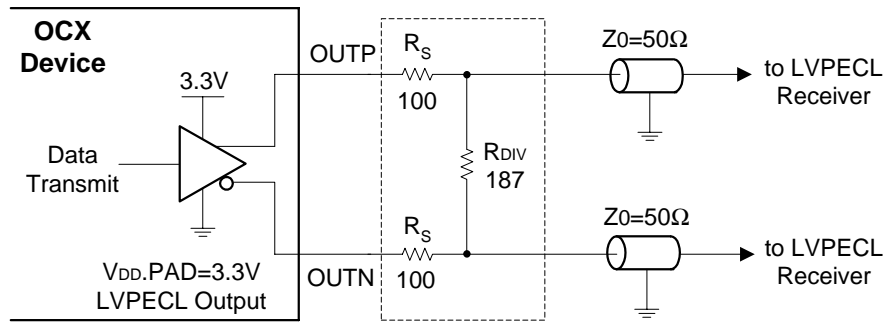 OCX
Device
3.3V
Data
Transmit
VDD.PAD=3.3V
LVPECL Output
OUTP
RS
100
RDIV
187
OUTN
RS
100
Z0=50Ω
to LVPECL
Receiver
Z0=50Ω
to LVPECL
Receiver